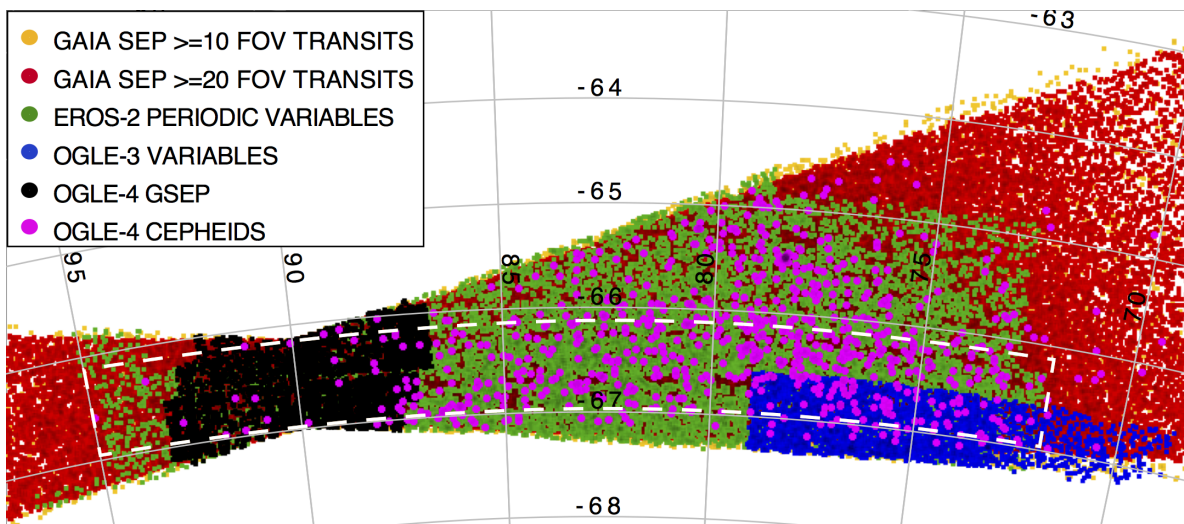 GAIA SEP >=10 FOV TRANSITS
GAIA SEP >=20 FOV TRANSITS
EROS-2 PERIODIC VARIABLES
OGLE-3 VARIABLES
OGLE-4 GSEP
OGLE-4 CEPHEIDS
-63
-64
-65
95
90
85
80
75
70
-66
-67
-68